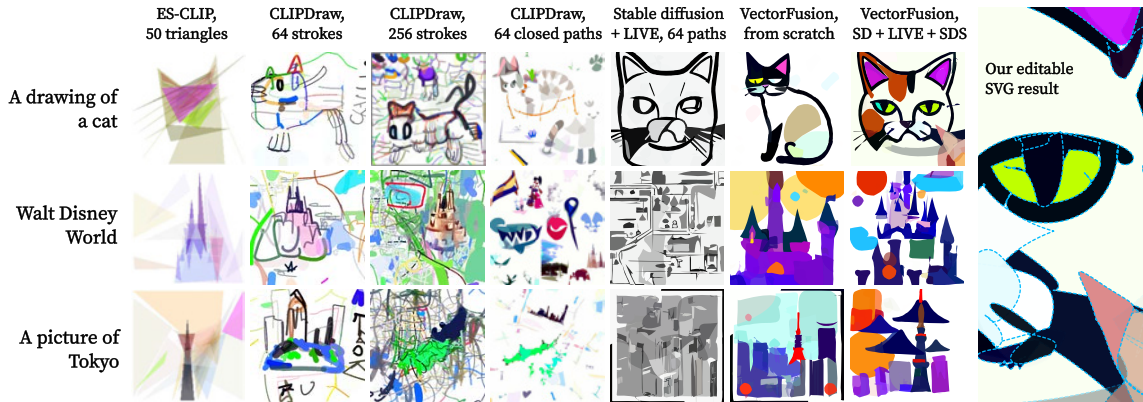 ES-CLIP,
50 triangles
CLIPDraw,
64 strokes
CLIPDraw,
256 strokes
CLIPDraw,
64 closed paths
Stable diffusion
+ LIVE, 64 paths
VectorFusion,
from scratch
VectorFusion,
SD + LIVE + SDS
Our editable
SVG result
A drawing of
a cat
Walt Disney
World
A picture of
Tokyo